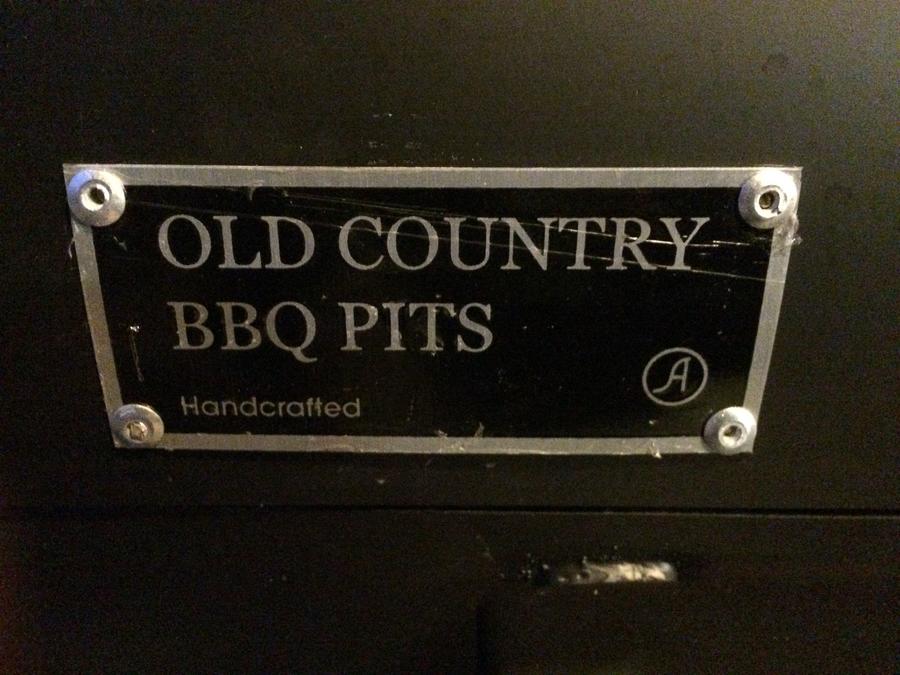 OLD COUNTRY
BBQ PITS
Handcrafted
A